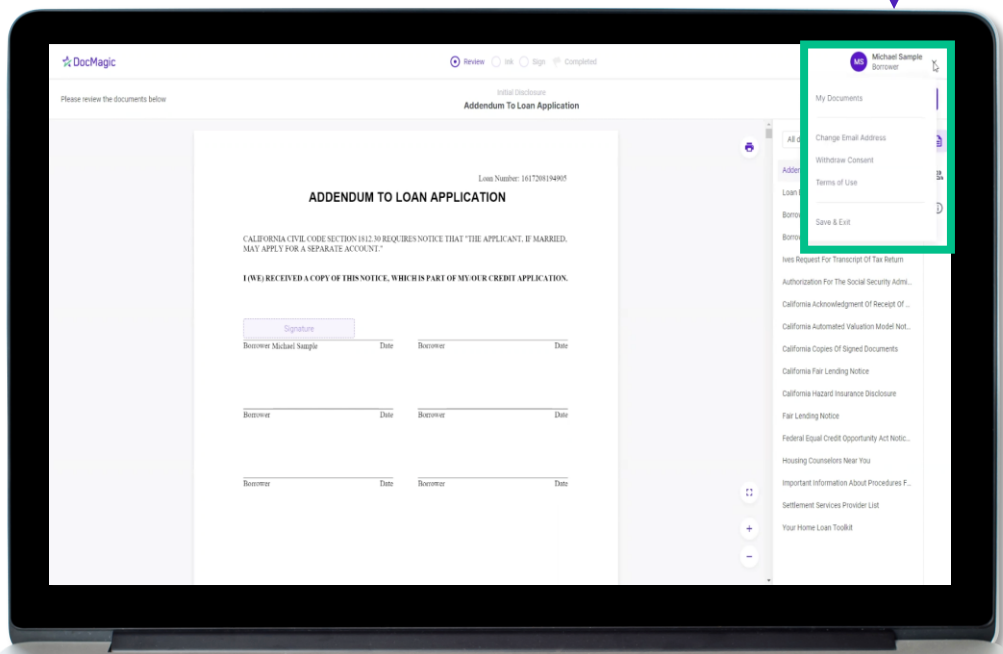 DocMagic
Review Ink Sign Completed
MS
Michael Sample
Borrower
Please review the documents below
Initial Disclosure
Addendum To Loan Application
My Documents
Change Email Address
Withdraw Consent
Terms of Use
Save & Exit
Loan Number: 1617208194905
ADDENDUM TO LOAN APPLICATION
CALIFORNIA CIVIL CODE SECTION 1812.30 REQUIRES NOTICE THAT "THE APPLICANT, IF MARRIED,
MAY APPLY FOR A SEPARATE ACCOUNT."
I (WE) RECEIVED A COPY OF THIS NOTICE, WHICH IS PART OF MY/OUR CREDIT APPLICATION.
Signature
Borrower Michael Sample Date Borrower Date
Borrower Date Borrower Date
Borrower Date Borrower Date
All
Loan
Ives Request For Transcript Of Tax Return
Authorization For The Social Security Admi...
California Acknowledgment Of Receipt Of ...
California Automated Valuation Model Not...
California Copies Of Signed Documents
California Fair Lending Notice
California Hazard Insurance Disclosure
Fair Lending Notice
Federal Equal Credit Opportunity Act Notic...
Housing Counselors Near You
Important Information About Procedures F...
Settlement Services Provider List
Your Home Loan Toolkit